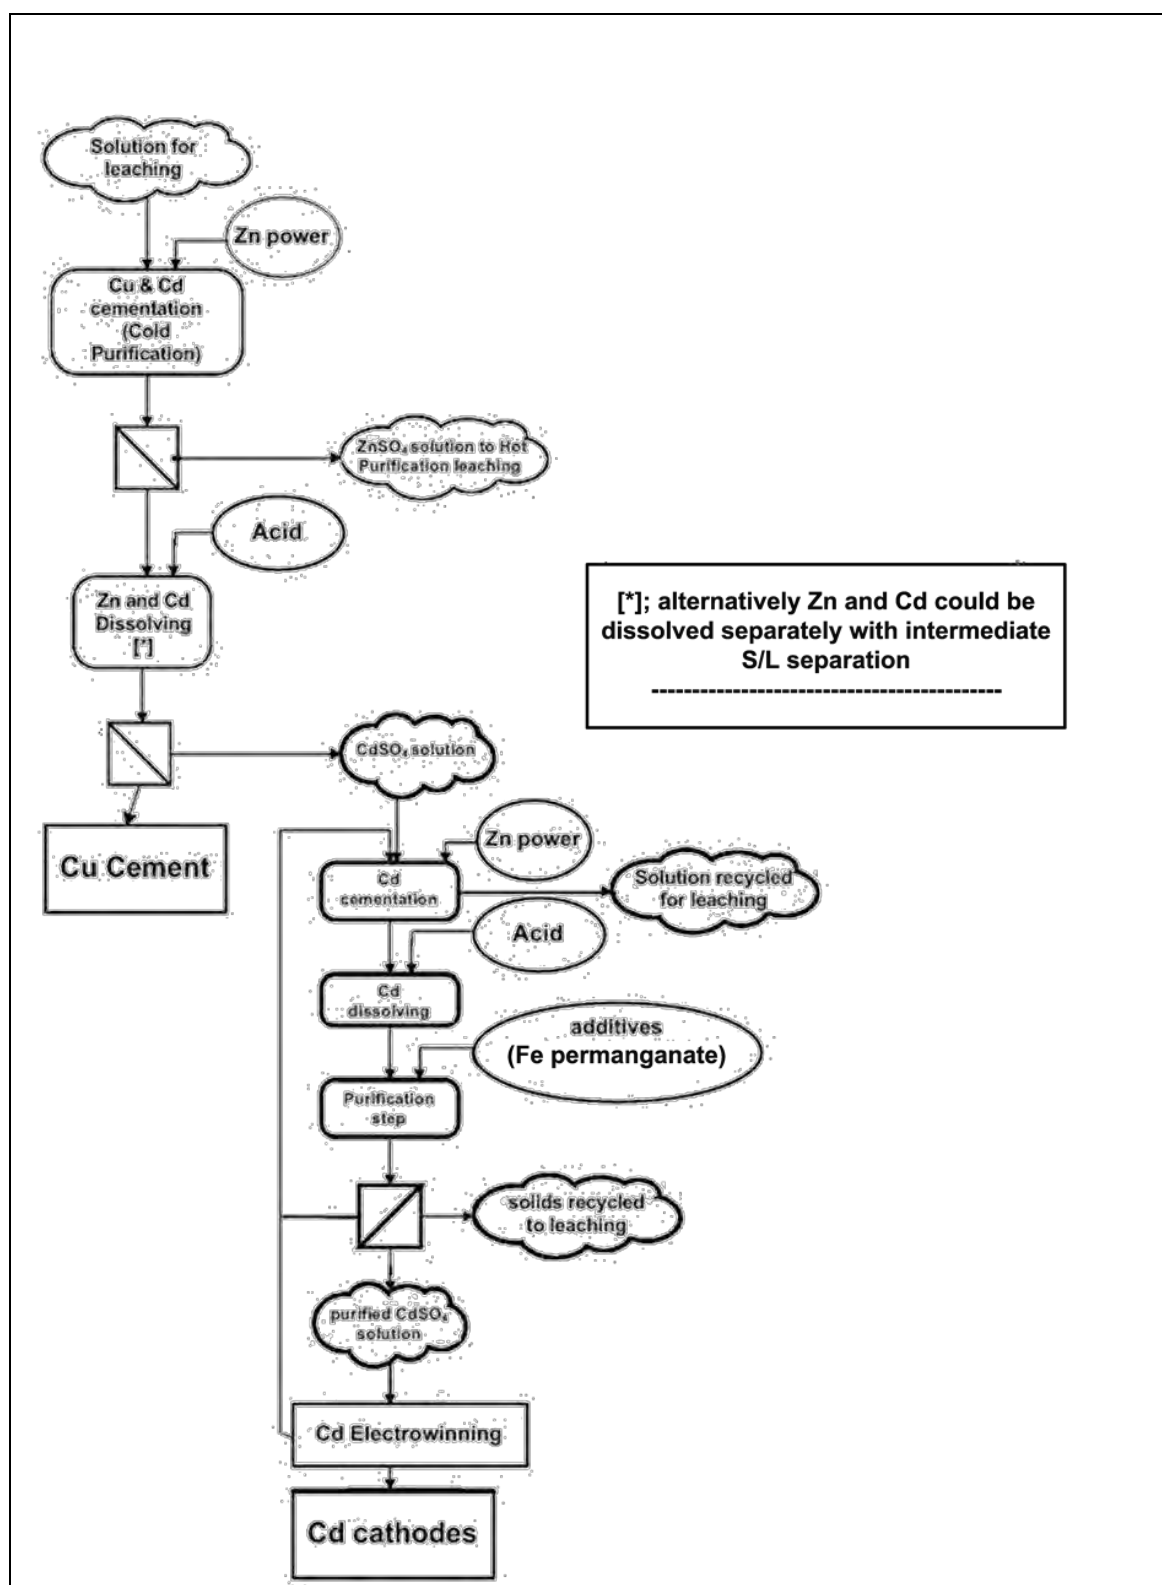 Solution for
leaching
Zn power
Cu & Cd
cementation
(Cold
Purification)
ZnSO₄ solution to Hot
Purification leaching
Acid
Zn and Cd
Dissolving
[*]
[*]; alternatively Zn and Cd could be
dissolved separately with intermediate
S/L separation
CdSO₄ solution
Cu Cement
Zn power
Cd
cementation
Solution recycled
for leaching
Acid
Cd
dissolving
additives
(Fe permanganate)
Purification
step
solids recycled
to leaching
purified CdSO₄
solution
Cd Electrowinning
Cd cathodes